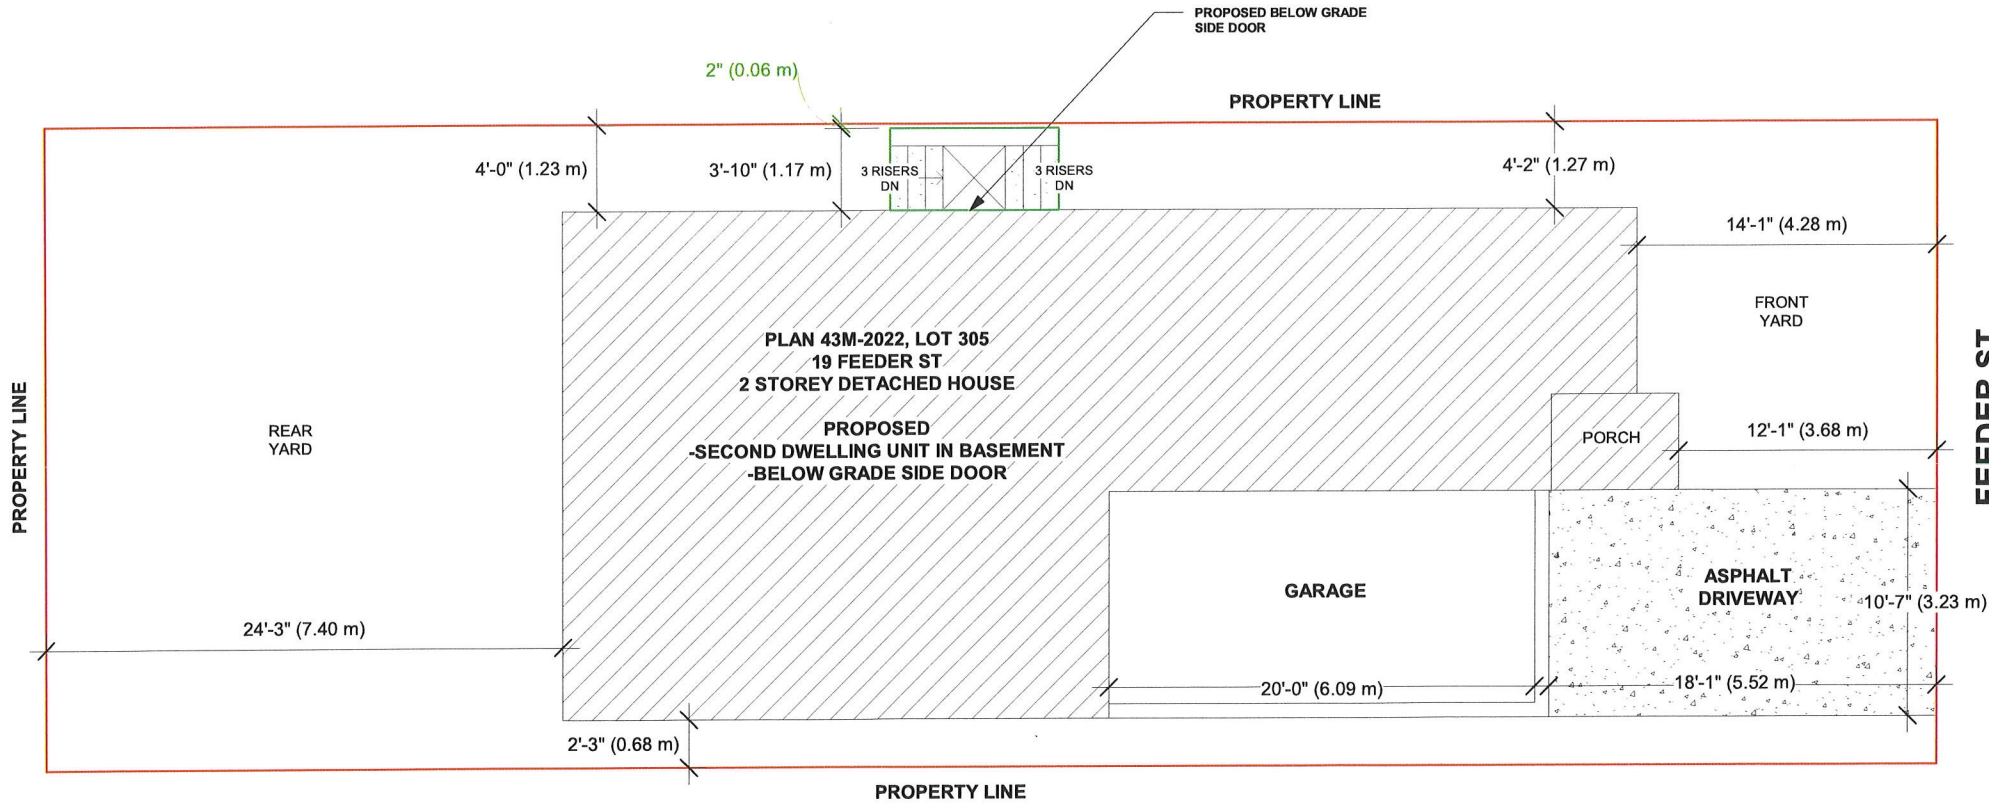 PROPOSED BELOW GRADE
SIDE DOOR
2" (0.06 m)
PROPERTY LINE
4'-0" (1.23 m)
3'-10" (1.17 m)
3 RISERS
DN
3 RISERS
DN
4'-2" (1.27 m)
14'-1" (4.28 m)
FRONT
YARD
PLAN 43M-2022, LOT 305
19 FEEDER ST
2 STOREY DETACHED HOUSE
PROPOSED
-SECOND DWELLING UNIT IN BASEMENT
-BELOW GRADE SIDE DOOR
PROPERTY LINE
REAR
YARD
PORCH
12'-1" (3.68 m)
FEEDER ST
GARAGE
ASPHALT
DRIVEWAY
10'-7" (3.23 m)
24'-3" (7.40 m)
20'-0" (6.09 m)
18'-1" (5.52 m)
2'-3" (0.68 m)
PROPERTY LINE